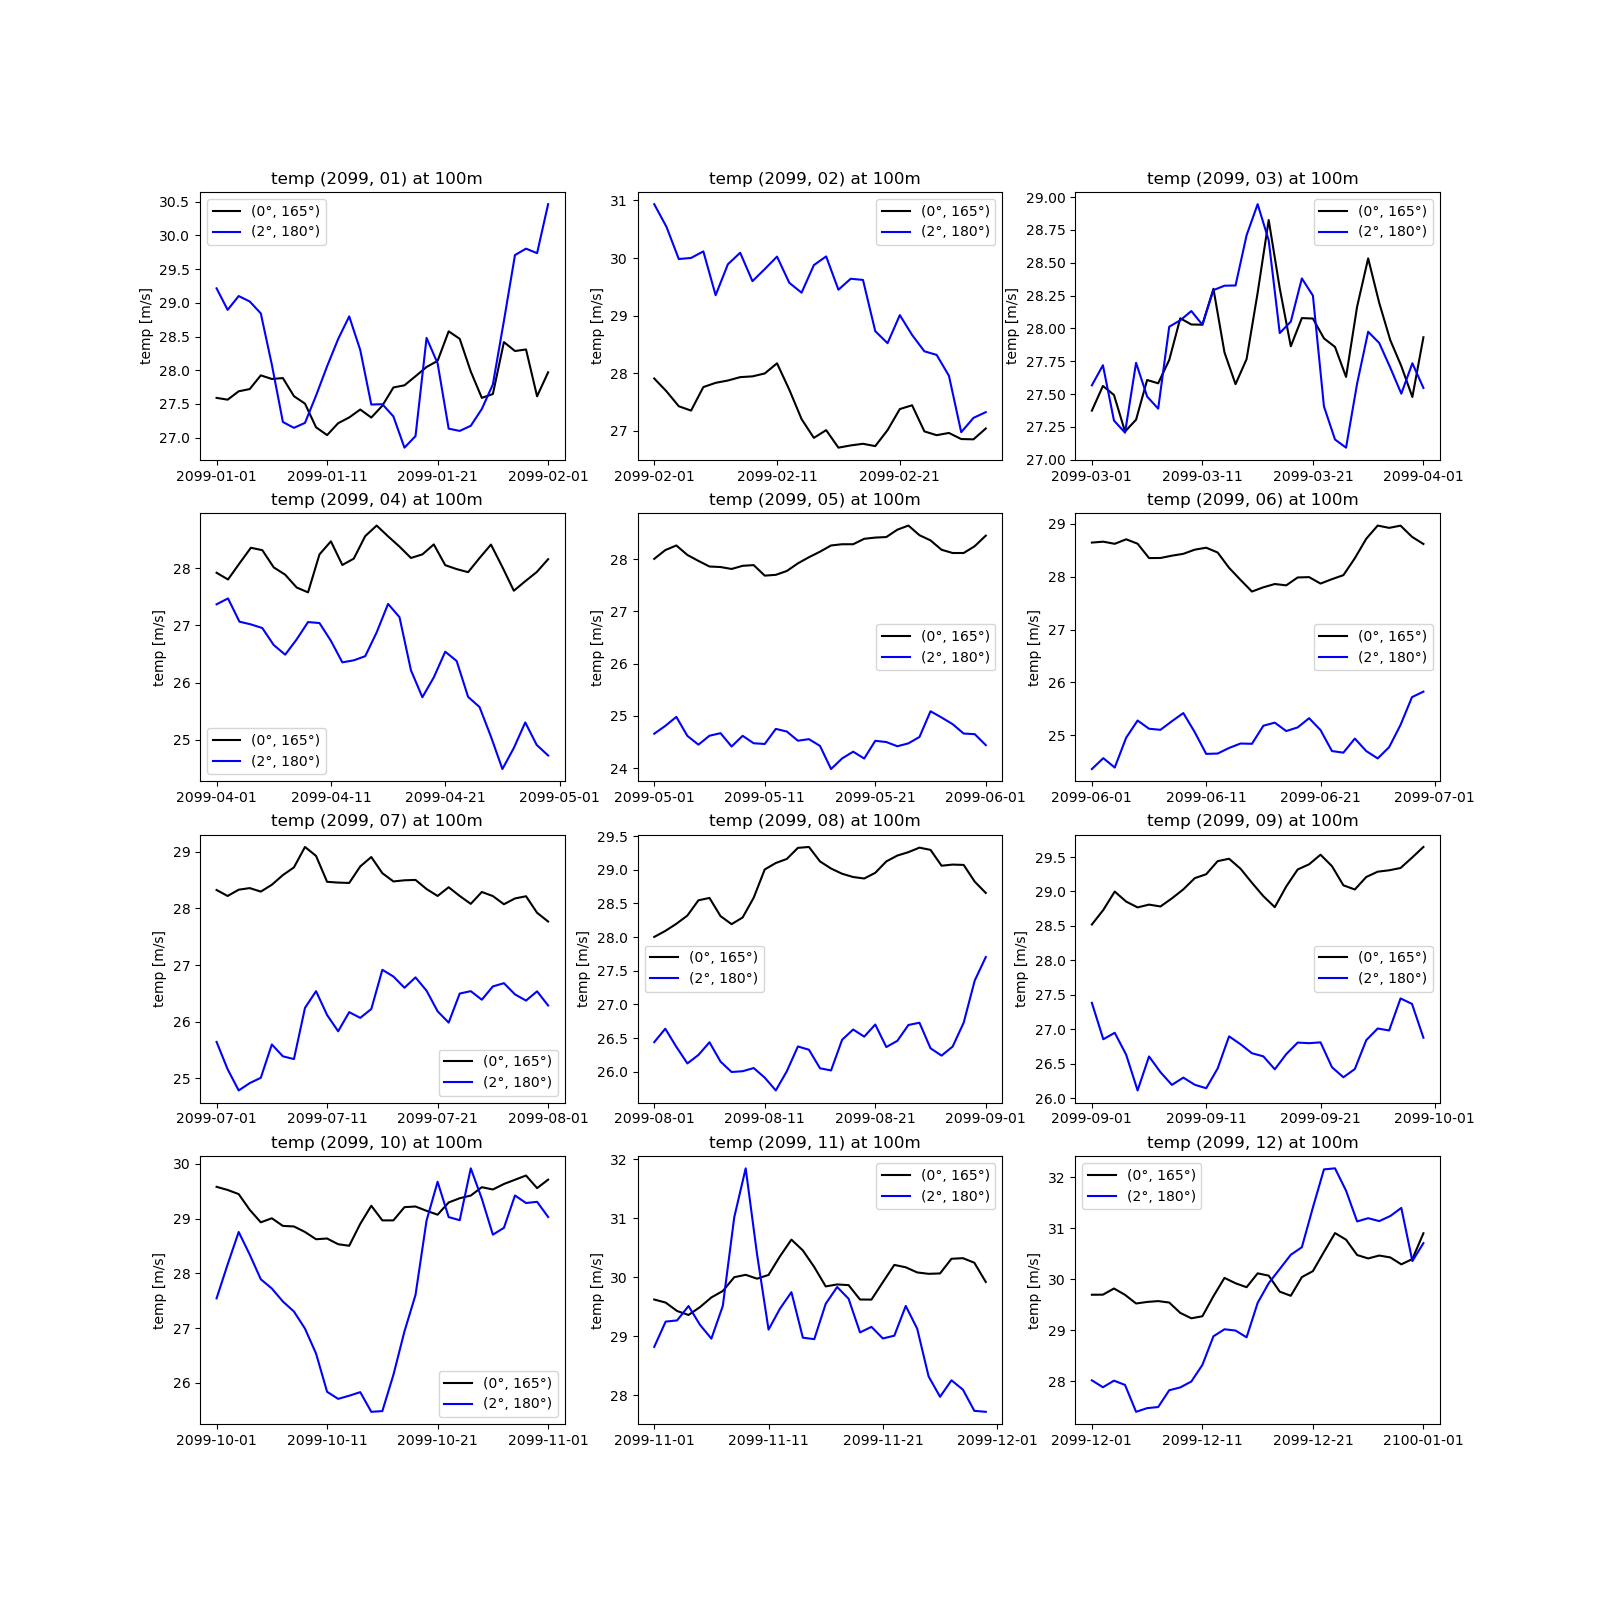 temp (2099, 01) at 100m
temp [m/s]
30.5
30.0
29.5
29.0
28.5
28.0
27.5
27.0
(0°, 165°)
(2°, 180°)
2099-01-01 2099-01-11 2099-01-21 2099-02-01
temp (2099, 02) at 100m
temp [m/s]
31
30
29
28
27
(0°, 165°)
(2°, 180°)
2099-02-01 2099-02-11 2099-02-21
temp (2099, 03) at 100m
temp [m/s]
29.00
28.75
28.50
28.25
28.00
27.75
27.50
27.25
27.00
(0°, 165°)
(2°, 180°)
2099-03-01 2099-03-11 2099-03-21 2099-04-01
temp (2099, 04) at 100m
temp [m/s]
28
27
26
25
(0°, 165°)
(2°, 180°)
2099-04-01 2099-04-11 2099-04-21 2099-05-01
temp (2099, 05) at 100m
temp [m/s]
28
27
26
25
24
(0°, 165°)
(2°, 180°)
2099-05-01 2099-05-11 2099-05-21 2099-06-01
temp (2099, 06) at 100m
temp [m/s]
29
28
27
26
25
(0°, 165°)
(2°, 180°)
2099-06-01 2099-06-11 2099-06-21 2099-07-01
temp (2099, 07) at 100m
temp [m/s]
29
28
27
26
25
(0°, 165°)
(2°, 180°)
2099-07-01 2099-07-11 2099-07-21 2099-08-01
temp (2099, 08) at 100m
temp [m/s]
29.5
29.0
28.5
28.0
27.5
27.0
26.5
26.0
(0°, 165°)
(2°, 180°)
2099-08-01 2099-08-11 2099-08-21 2099-09-01
temp (2099, 09) at 100m
temp [m/s]
29.5
29.0
28.5
28.0
27.5
27.0
26.5
26.0
(0°, 165°)
(2°, 180°)
2099-09-01 2099-09-11 2099-09-21 2099-10-01
temp (2099, 10) at 100m
temp [m/s]
30
29
28
27
26
(0°, 165°)
(2°, 180°)
2099-10-01 2099-10-11 2099-10-21 2099-11-01
temp (2099, 11) at 100m
temp [m/s]
32
31
30
29
28
(0°, 165°)
(2°, 180°)
2099-11-01 2099-11-11 2099-11-21 2099-12-01
temp (2099, 12) at 100m
temp [m/s]
32
31
30
29
28
(0°, 165°)
(2°, 180°)
2099-12-01 2099-12-11 2099-12-21 2100-01-01